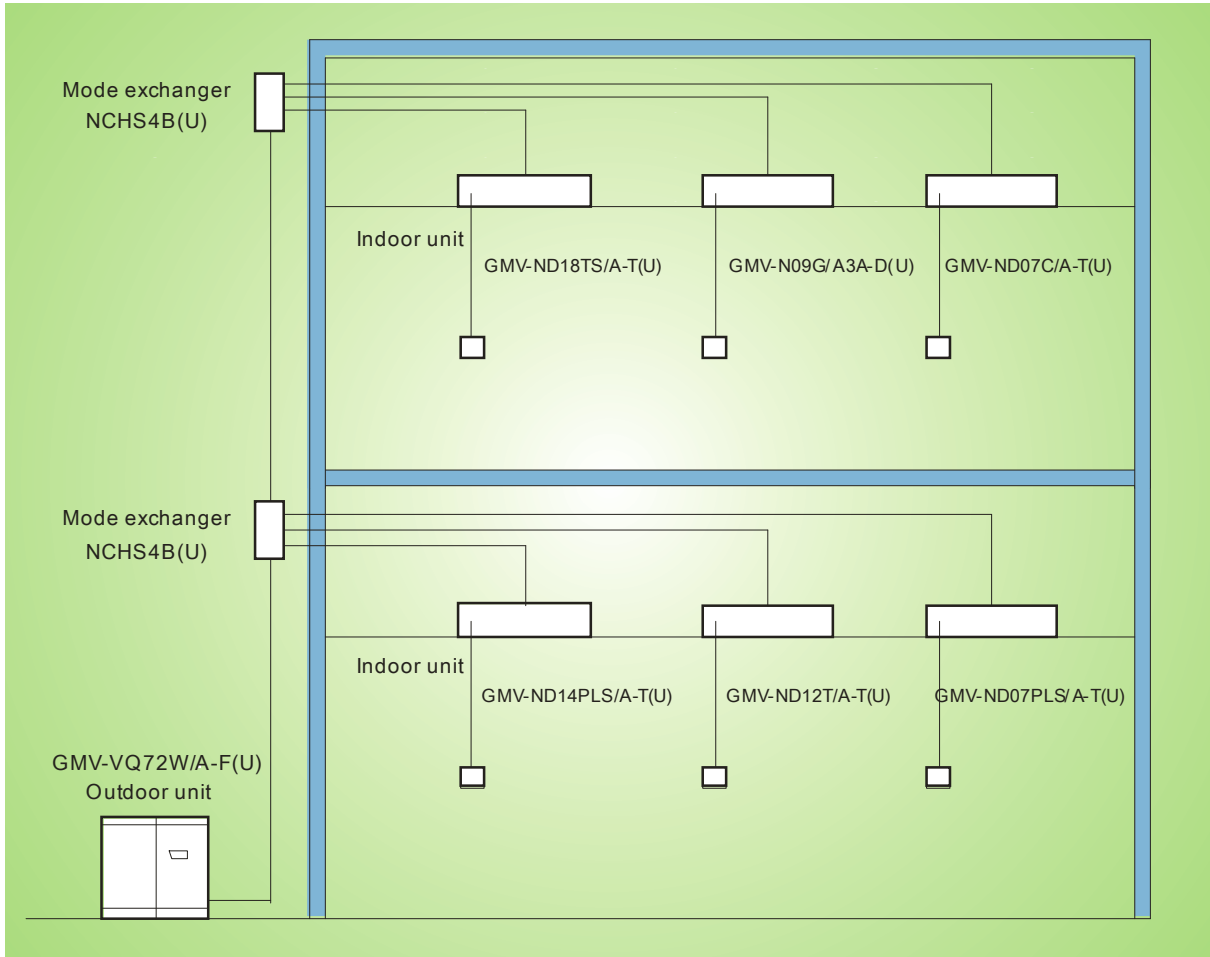 Mode exchanger
NCHS4B(U)
Indoor unit
GMV-ND18TS/A-T(U)
GMV-N09G/A3A-D(U)
GMV-ND07C/A-T(U)
Mode exchanger
NCHS4B(U)
Indoor unit
GMV-ND14PLS/A-T(U)
GMV-ND12T/A-T(U)
GMV-ND07PLS/A-T(U)
GMV-VQ72W/A-F(U)
Outdoor unit